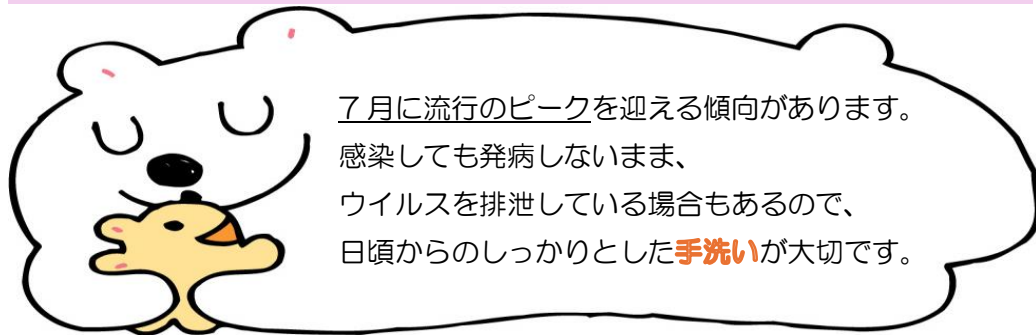 ７月に流行のピークを迎える傾向があります。
感染しても発病しないまま、
ウイルスを排泄している場合もあるので、
日頃からのしっかりとした手洗いが大切です。